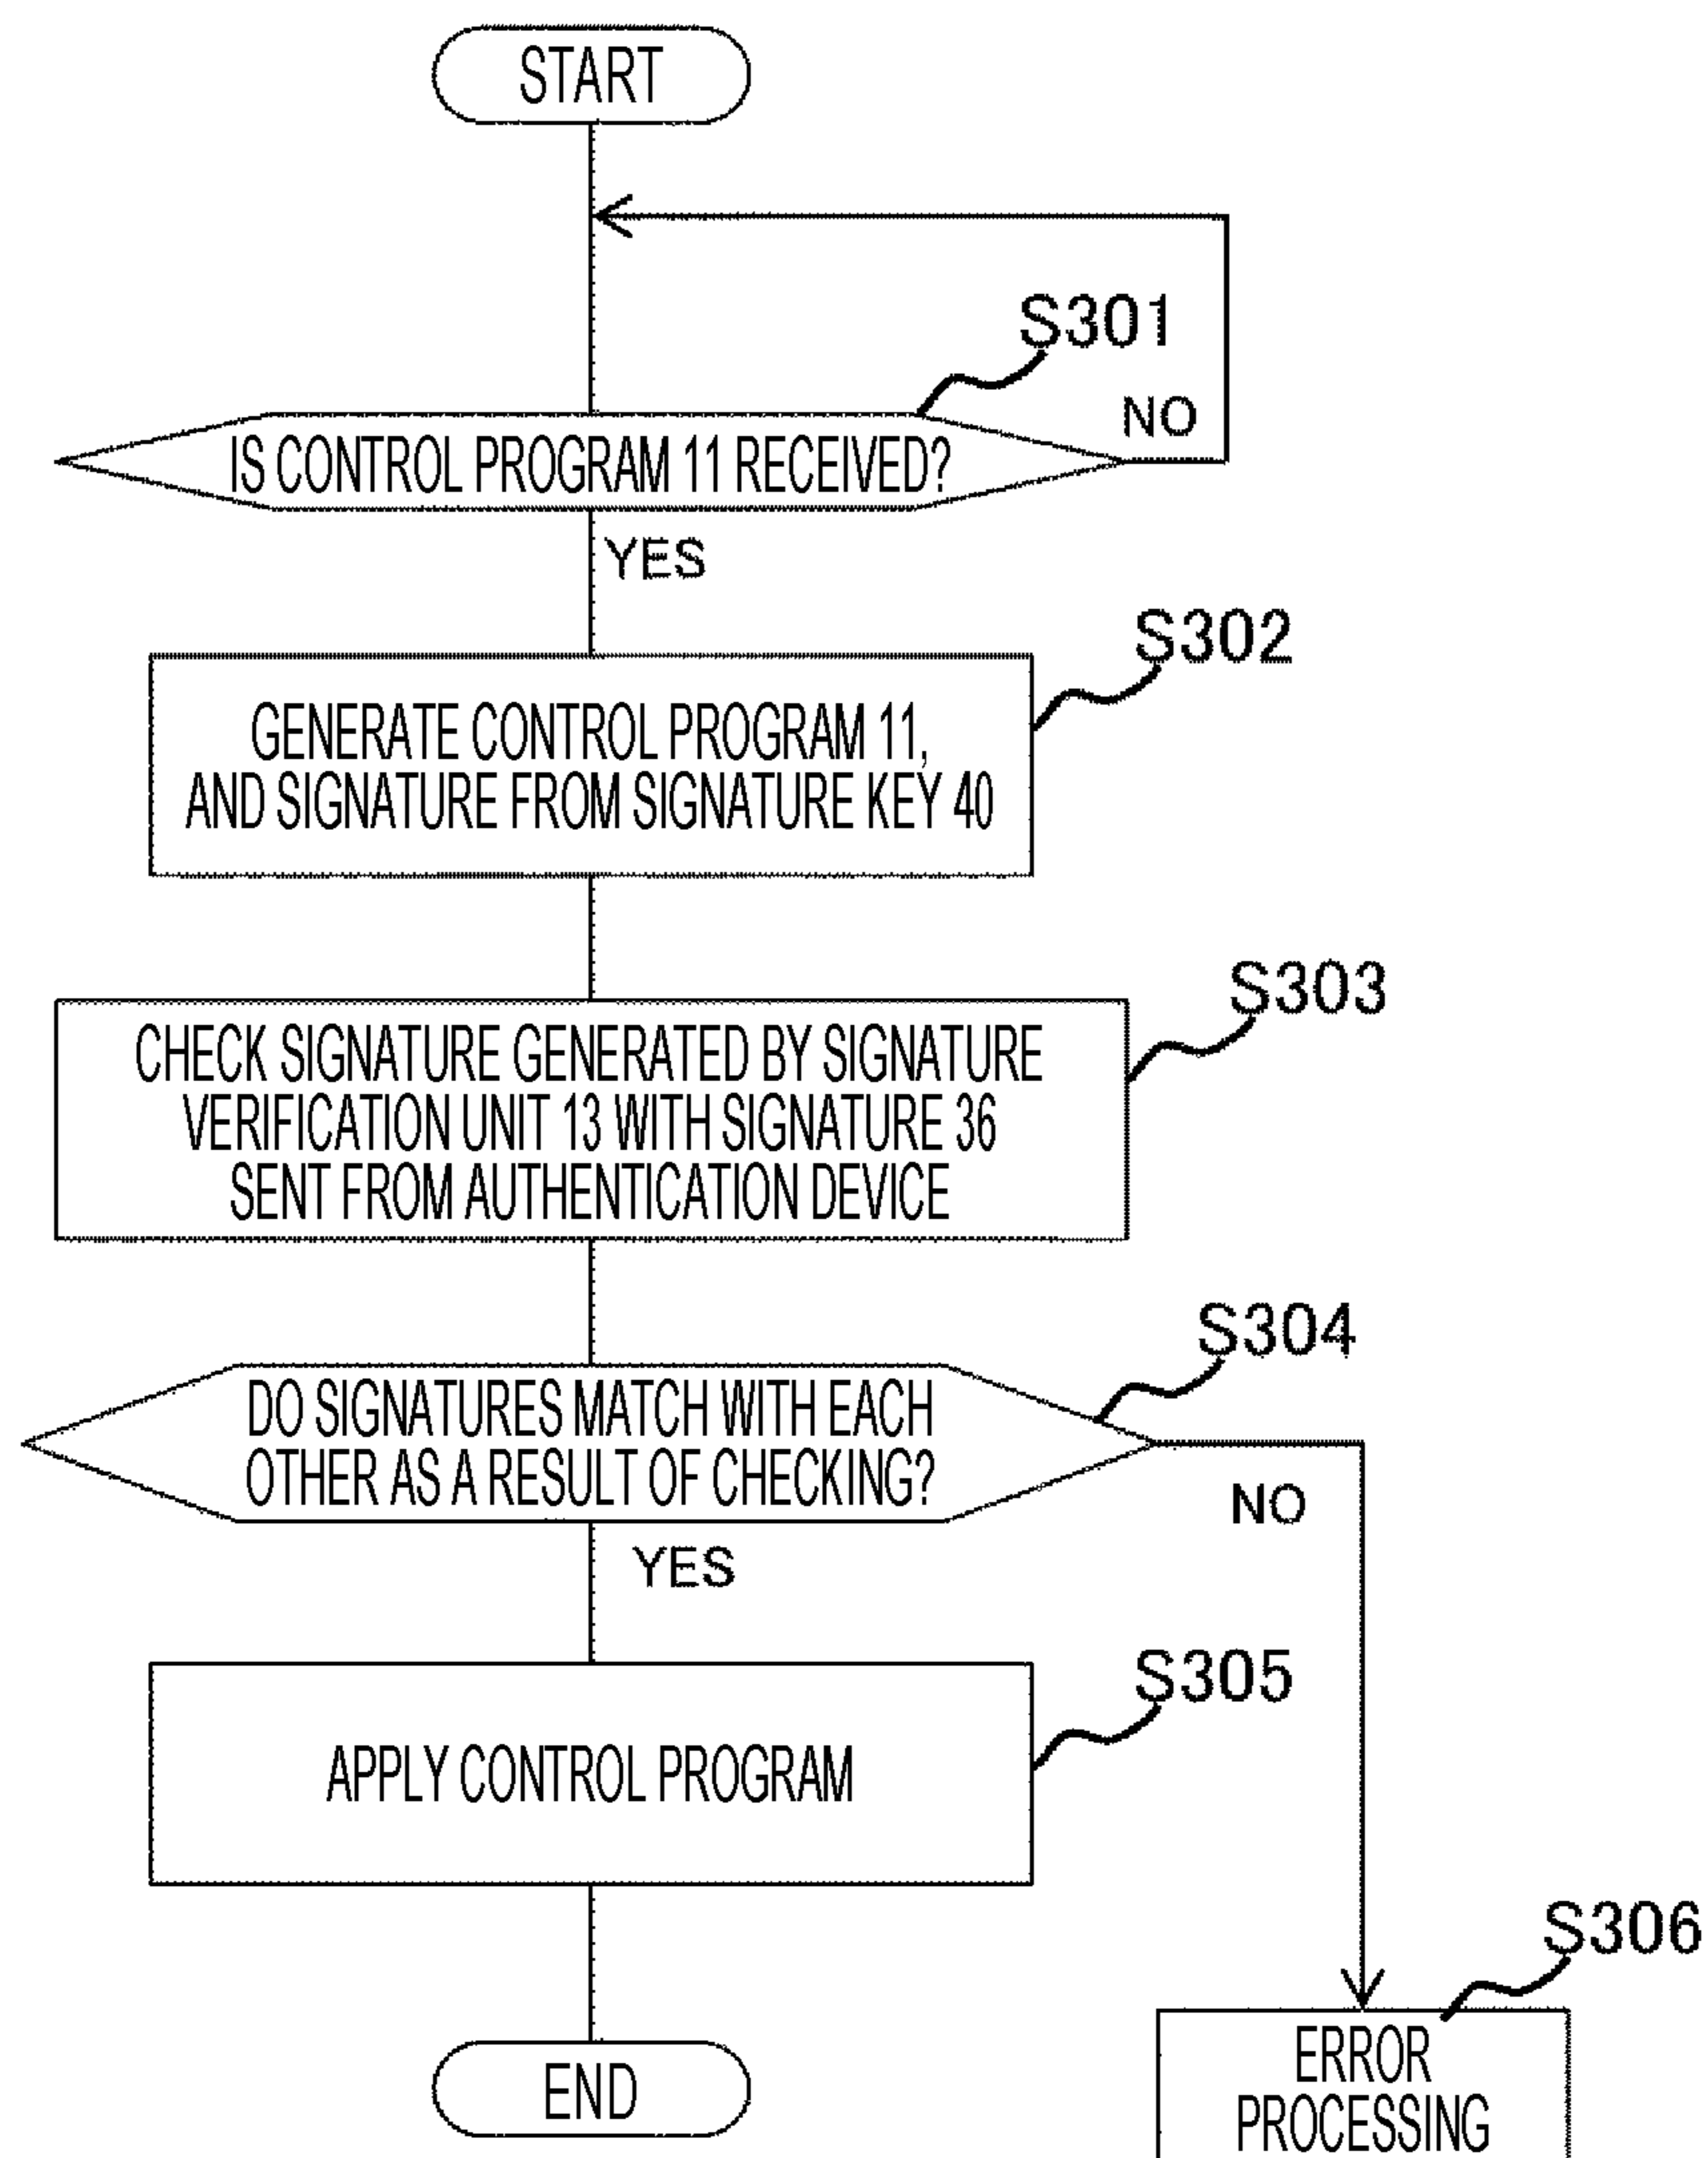 START
S301
NO
IS CONTROL PROGRAM 11 RECEIVED?
YES
S302
GENERATE CONTROL PROGRAM 11,
AND SIGNATURE FROM SIGNATURE KEY 40
S303
CHECK SIGNATURE GENERATED BY SIGNATURE
VERIFICATION UNIT 13 WITH SIGNATURE 36
SENT FROM AUTHENTICATION DEVICE
S304
DO SIGNATURES MATCH WITH EACH
OTHER AS A RESULT OF CHECKING?
NO
YES
S305
APPLY CONTROL PROGRAM
S306
ERROR
PROCESSING
END